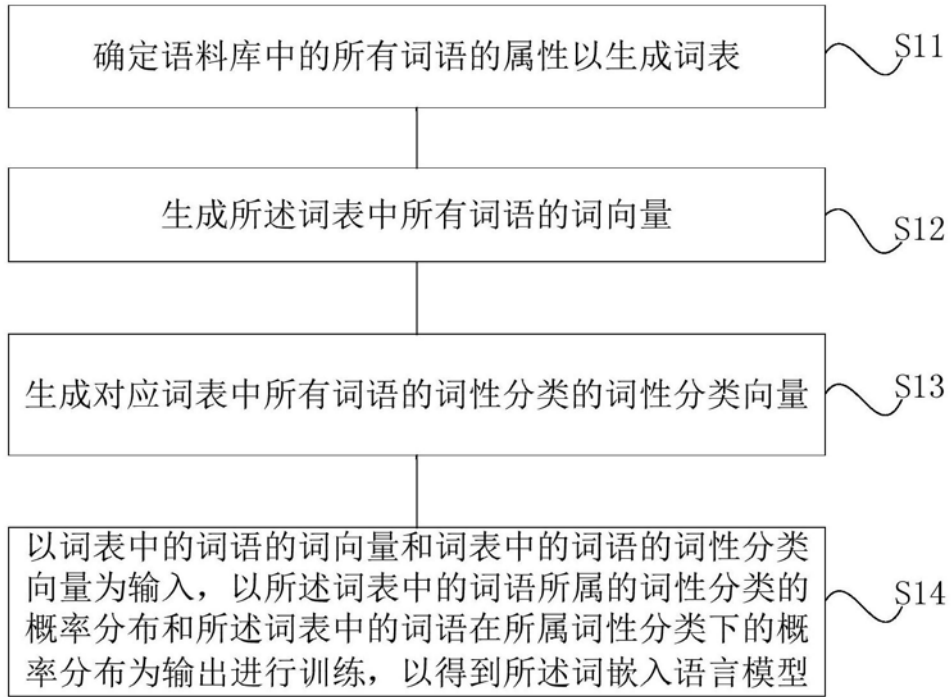 确定语料库中的所有词语的属性以生成词表
S11
生成所述词表中所有词语的词向量
S12
生成对应词表中所有词语的词性分类的词性分类向量
S13
以词表中的词语的词向量和词表中的词语的词性分类
向量为输入，以所述词表中的词语所属的词性分类的
概率分布和所述词表中的词语在所属词性分类下的概
率分布为输出进行训练，以得到所述词嵌入语言模型
S14